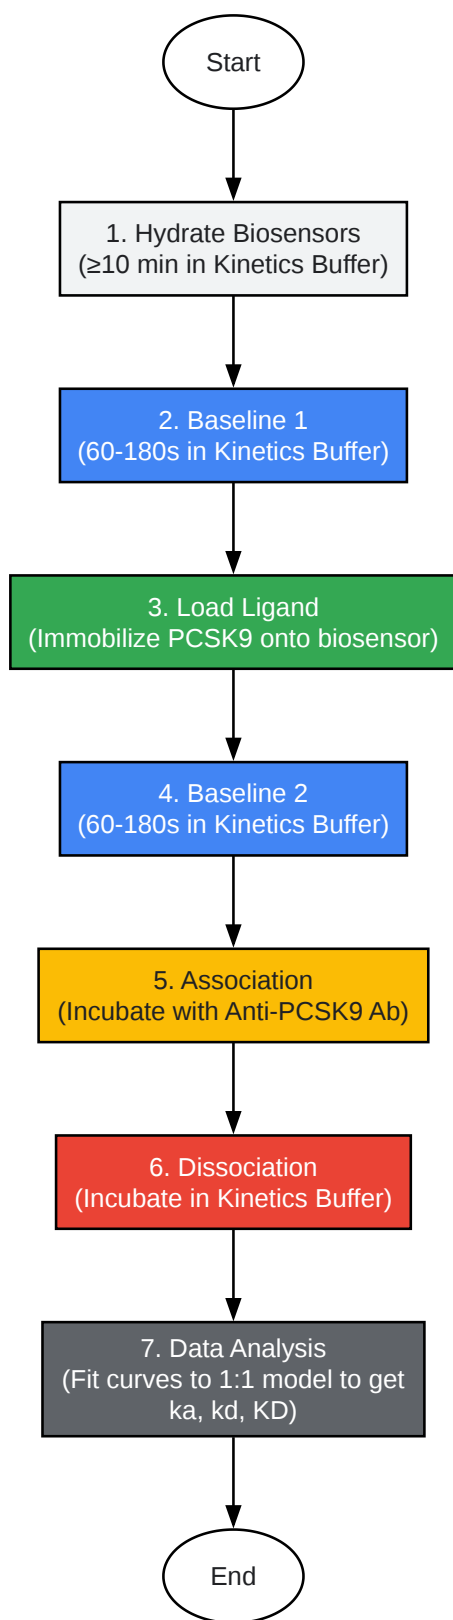 Start
1. Hydrate Biosensors
(≥10 min in Kinetics Buffer)
2. Baseline 1
(60-180s in Kinetics Buffer)
3. Load Ligand
(Immobilize PCSK9 onto biosensor)
4. Baseline 2
(60-180s in Kinetics Buffer)
5. Association
(Incubate with Anti-PCSK9 Ab)
6. Dissociation
(Incubate in Kinetics Buffer)
7. Data Analysis
(Fit curves to 1:1 model to get
ka, kd, KD)
End